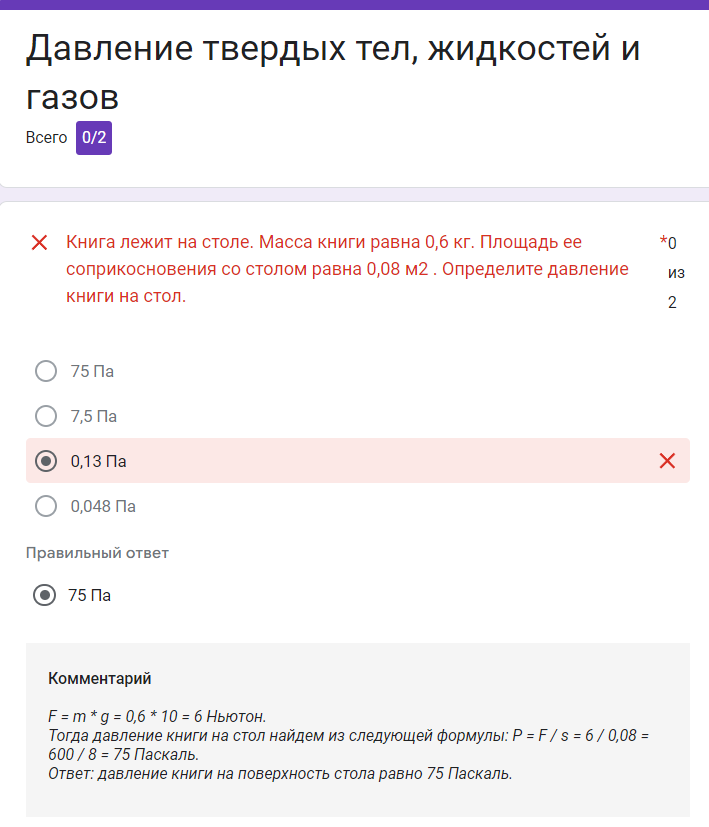 Давление твердых тел, жидкостей и
газов
Всего 0/2
Книга лежит на столе. Масса книги равна 0,6 кг. Площадь ее
соприкосновения со столом равна 0,08 м2 . Определите давление
книги на стол.
*0
из
2
75 Па
7,5 Па
0,13 Па
0,048 Па
Правильный ответ
75 Па
Комментарий
F = m * g = 0,6 * 10 = 6 Ньютон.
Тогда давление книги на стол найдем из следующей формулы: P = F / s = 6 / 0,08 =
600 / 8 = 75 Паскаль.
Ответ: давление книги на поверхность стола равно 75 Паскаль.